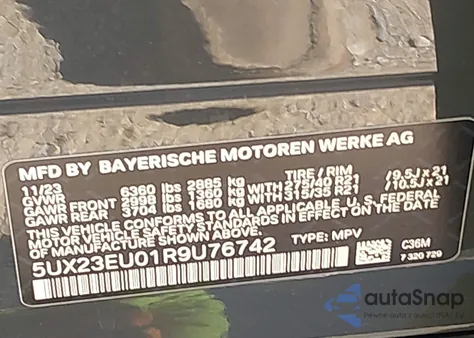 MFD BY BAYERISCHE MOTOREN WERKE AG
11/23 TIRE / RIM
GVWR 6360 lbs 2885 kg
GAWR FRONT 2998 lbs 1360 kg WITH 275/40 R21 /9.5J x 21
GAWR REAR 3704 lbs 1680 kg WITH 315/35 R21 /10.5J x 21
THIS VEHICLE CONFORMS TO ALL APPLICABLE U.S. FEDERAL
MOTOR VEHICLE SAFETY STANDARDS IN EFFECT ON THE DATE
OF MANUFACTURE SHOWN ABOVE.
5UX23EU01R9U76742 TYPE: MPV
C36M
7 320 729
autaSnap